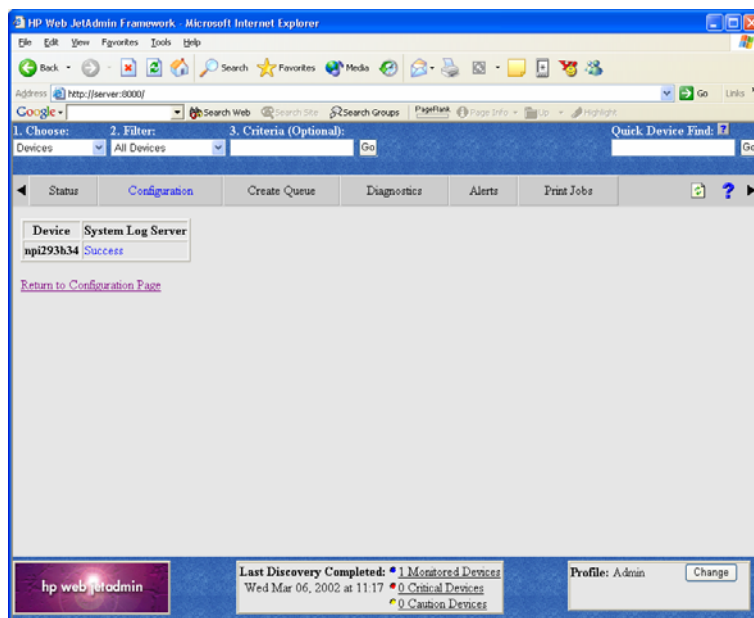 HP Web JetAdmin Framework - Microsoft Internet Explorer
File Edit View Favorites Tools Help
Back Search Favorites Media
Address http://server:8000/ Go Links
Google Search Web Search Site Search Groups PageRank Page Info Up Highlight
1. Choose: 2. Filter: 3. Criteria (Optional): Quick Device Find: ?
Devices All Devices Go Go
Status Configuration Create Queue Diagnostics Alerts Print Jobs ?
Device System Log Server
npi293b34 Success
Return to Configuration Page
hp web jetadmin
Last Discovery Completed: 1 Monitored Devices
Wed Mar 06, 2002 at 11:17 0 Critical Devices
0 Caution Devices
Profile: Admin Change